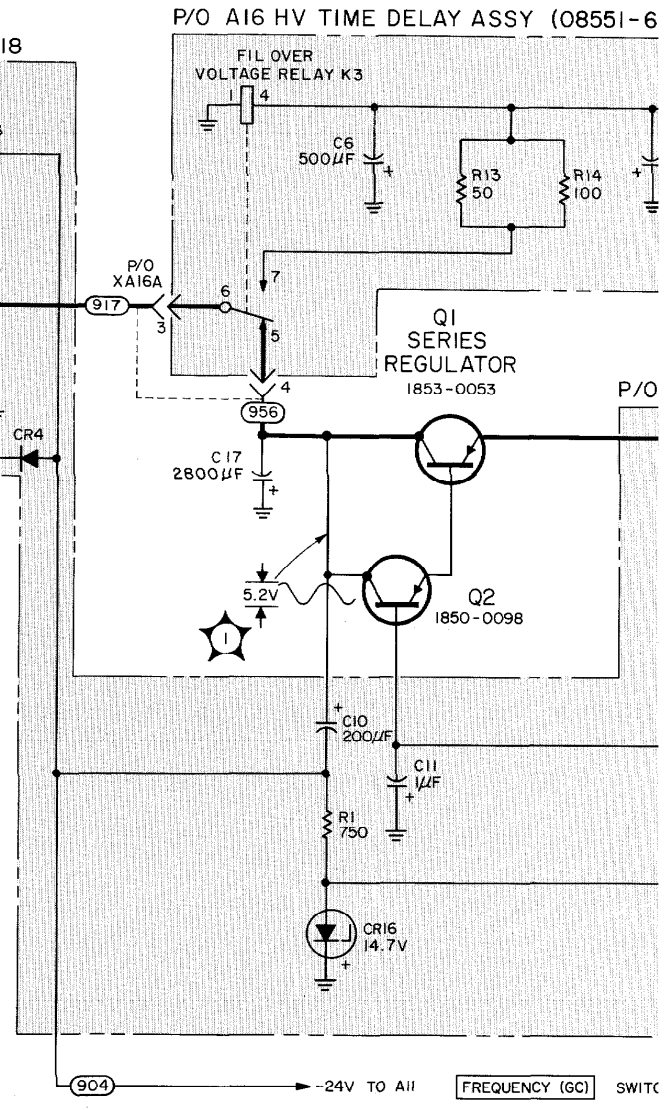 P/O A16 HV TIME DELAY ASSY (08551-6
18
FIL OVER
VOLTAGE RELAY K3
1 4
C6
500µF
+
R13
50
R14
100
+
7
P/O
XA16A
917
3
6
5
4
956
Q1
SERIES
REGULATOR
1853-0053
P/O
CR4
C17
2800µF
+
5.2V
1
Q2
1850-0098
+
C10
200µF
C11
1µF
+
R1
750
CR16
14.7V
+
904
-24V TO A11
FREQUENCY (GC)
SWITC